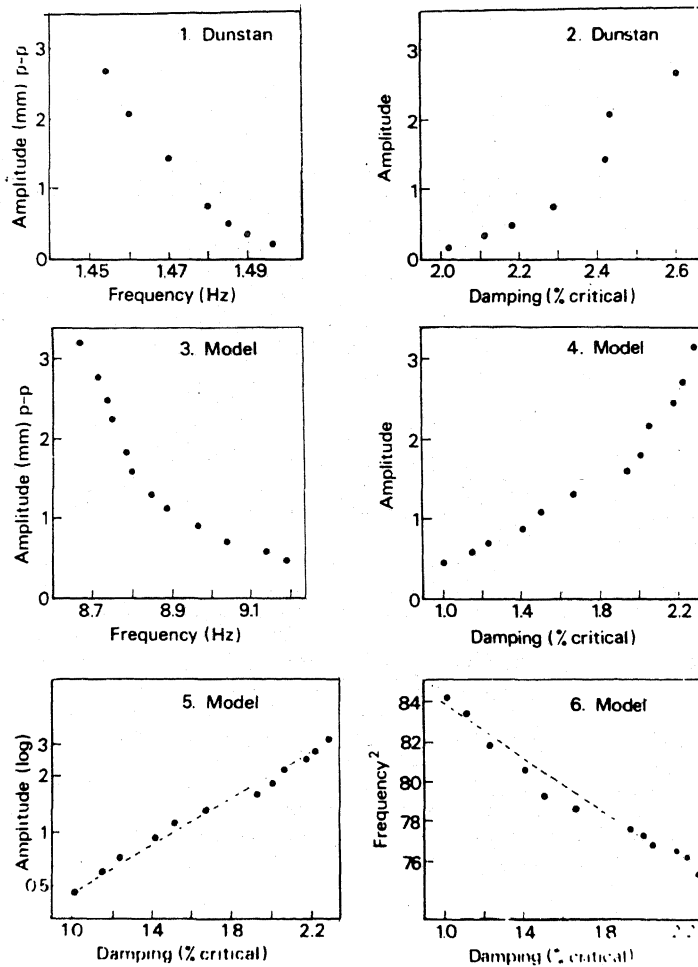 1. Dunstan
Amplitude (mm) p-p
3
2
1
0
1.45 1.47 1.49
Frequency (Hz)
2. Dunstan
Amplitude
3
2
1
0
2.0 2.2 2.4 2.6
Damping (% critical)
3. Model
Amplitude (mm) p-p
3
2
1
0
8.7 8.9 9.1
Frequency (Hz)
4. Model
Amplitude
3
2
1
0
1.0 1.4 1.8 2.2
Damping (% critical)
5. Model
Amplitude (log)
3
2
1
0.5
1.0 1.4 1.8 2.2
Damping (% critical)
6. Model
Frequency²
84
82
80
78
76
1.0 1.4 1.8
Damping (% critical)